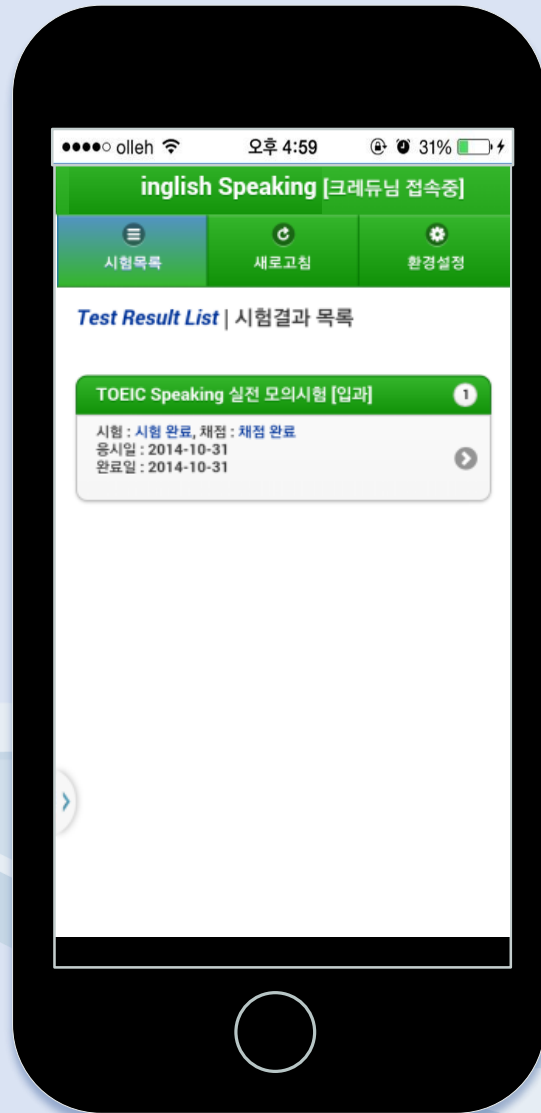 olleh 오후 4:59 31%
inglish Speaking [크레듀님 접속중]
시험목록 새로고침 환경설정
Test Result List | 시험결과 목록
TOEIC Speaking 실전 모의시험 [입과] 1
시험 : 시험 완료, 채점 : 채점 완료
응시일 : 2014-10-31
완료일 : 2014-10-31